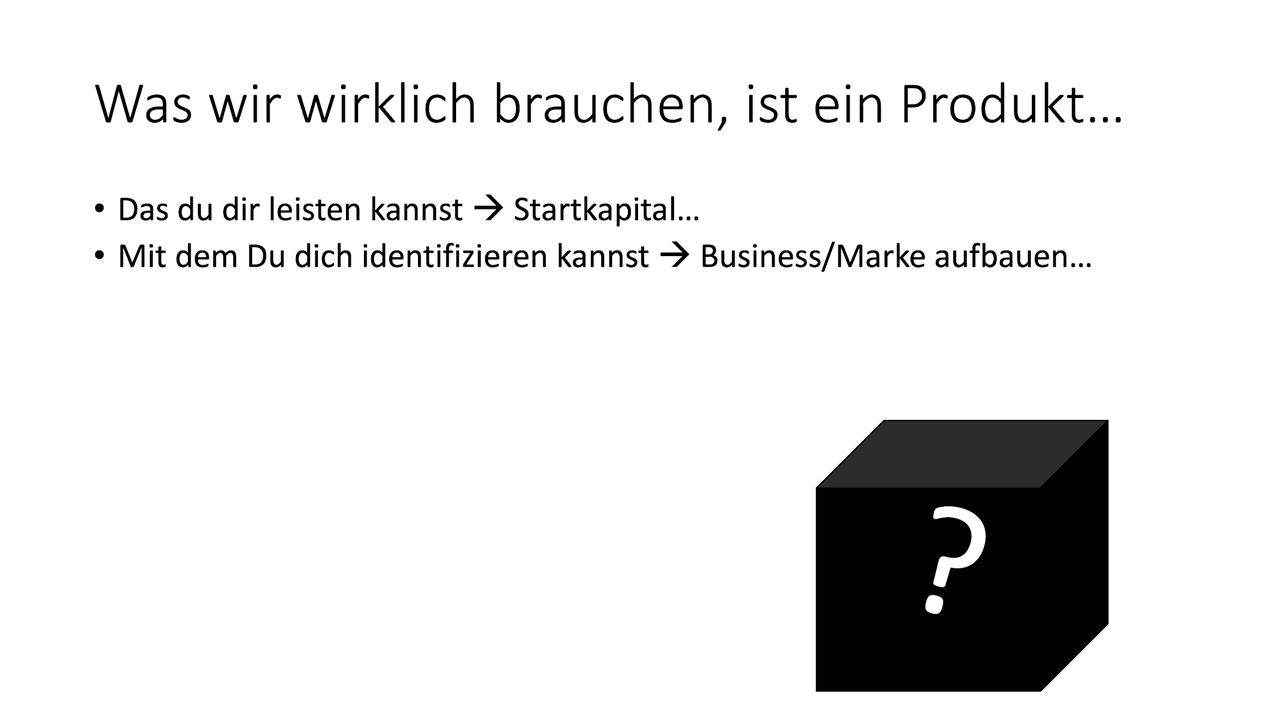 Was wir wirklich brauchen, ist ein Produkt…
• Das du dir leisten kannst → Startkapital…
• Mit dem Du dich identifizieren kannst → Business/Marke aufbauen…
?